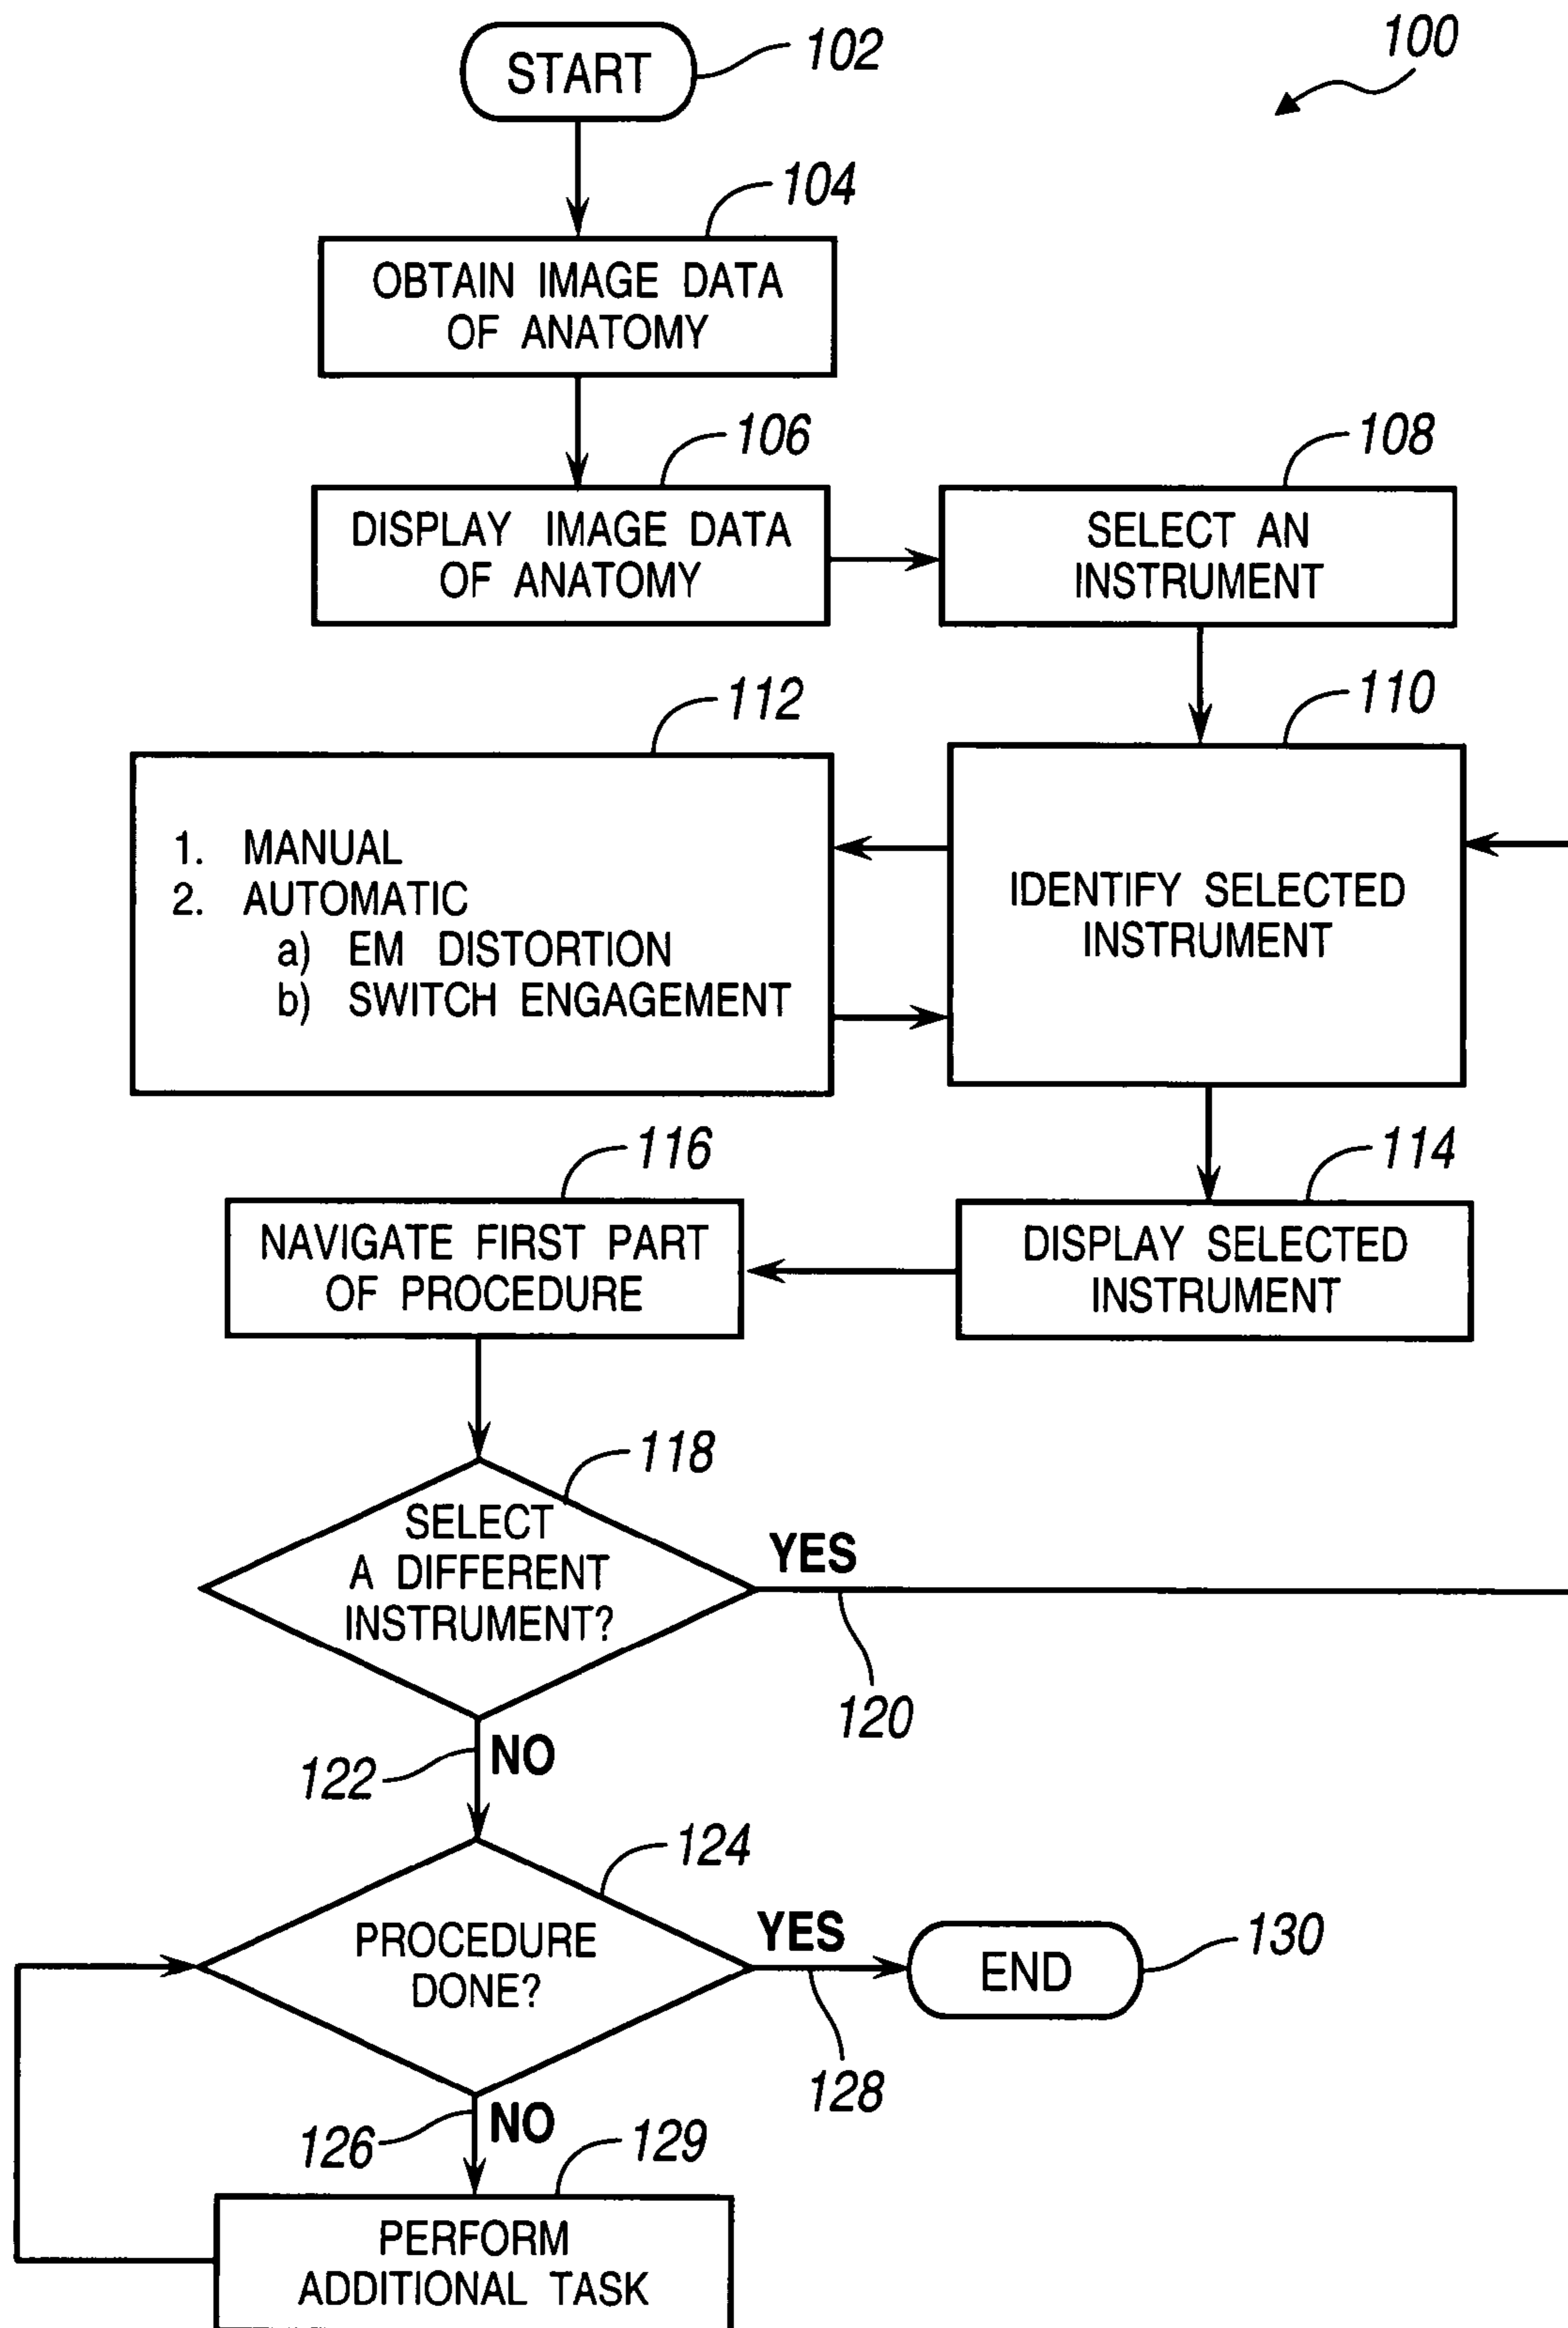 100
START
102
104
OBTAIN IMAGE DATA
OF ANATOMY
106
DISPLAY IMAGE DATA
OF ANATOMY
108
SELECT AN
INSTRUMENT
110
IDENTIFY SELECTED
INSTRUMENT
112
1. MANUAL
2. AUTOMATIC
a) EM DISTORTION
b) SWITCH ENGAGEMENT
114
DISPLAY SELECTED
INSTRUMENT
116
NAVIGATE FIRST PART
OF PROCEDURE
118
SELECT
A DIFFERENT
INSTRUMENT?
YES
120
122
NO
124
PROCEDURE
DONE?
YES
128
END
130
126
NO
129
PERFORM
ADDITIONAL TASK